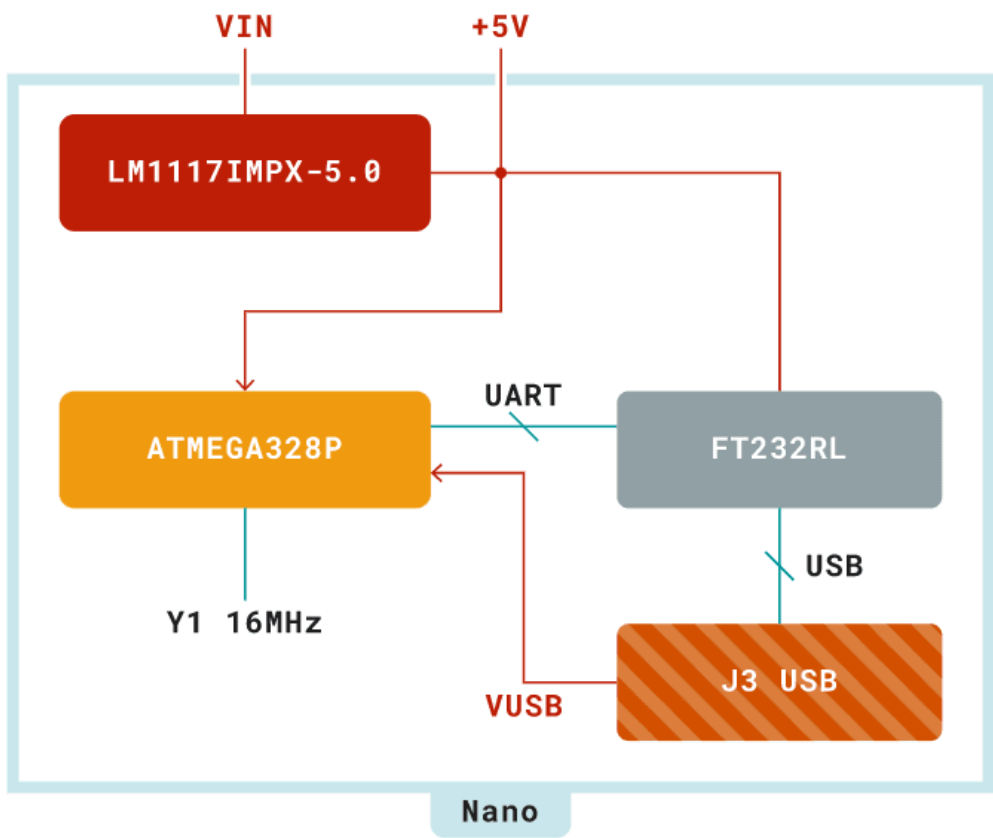 VIN
+5V
LM1117IMPX-5.0
UART
ATMEGA328P
FT232RL
USB
Y1 16MHz
J3 USB
VUSB
Nano